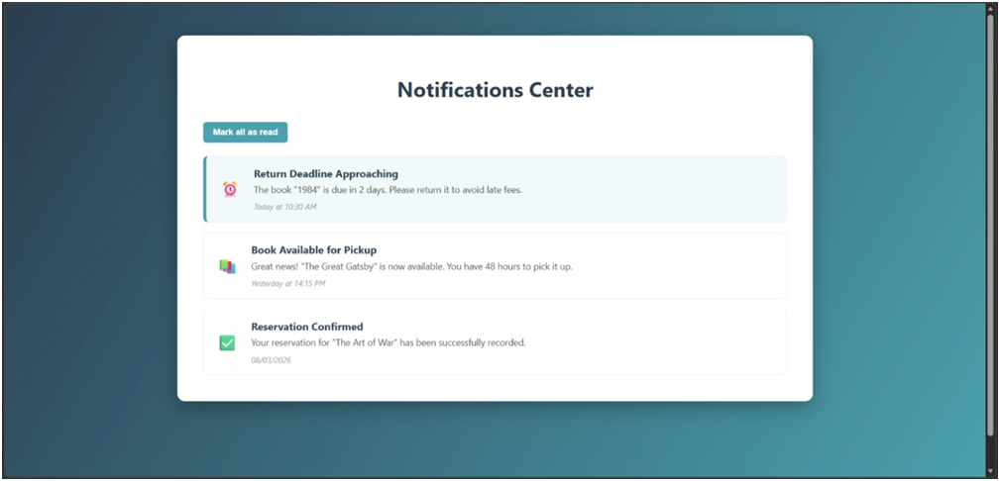 Notifications Center
Mark all as read
Return Deadline Approaching
The book "1984" is due in 2 days. Please return it to avoid late fees.
Today at 10:30 AM
Book Available for Pickup
Great news! "The Great Gatsby" is now available. You have 48 hours to pick it up.
Yesterday at 14:15 PM
Reservation Confirmed
Your reservation for "The Art of War" has been successfully recorded.
08/03/2026